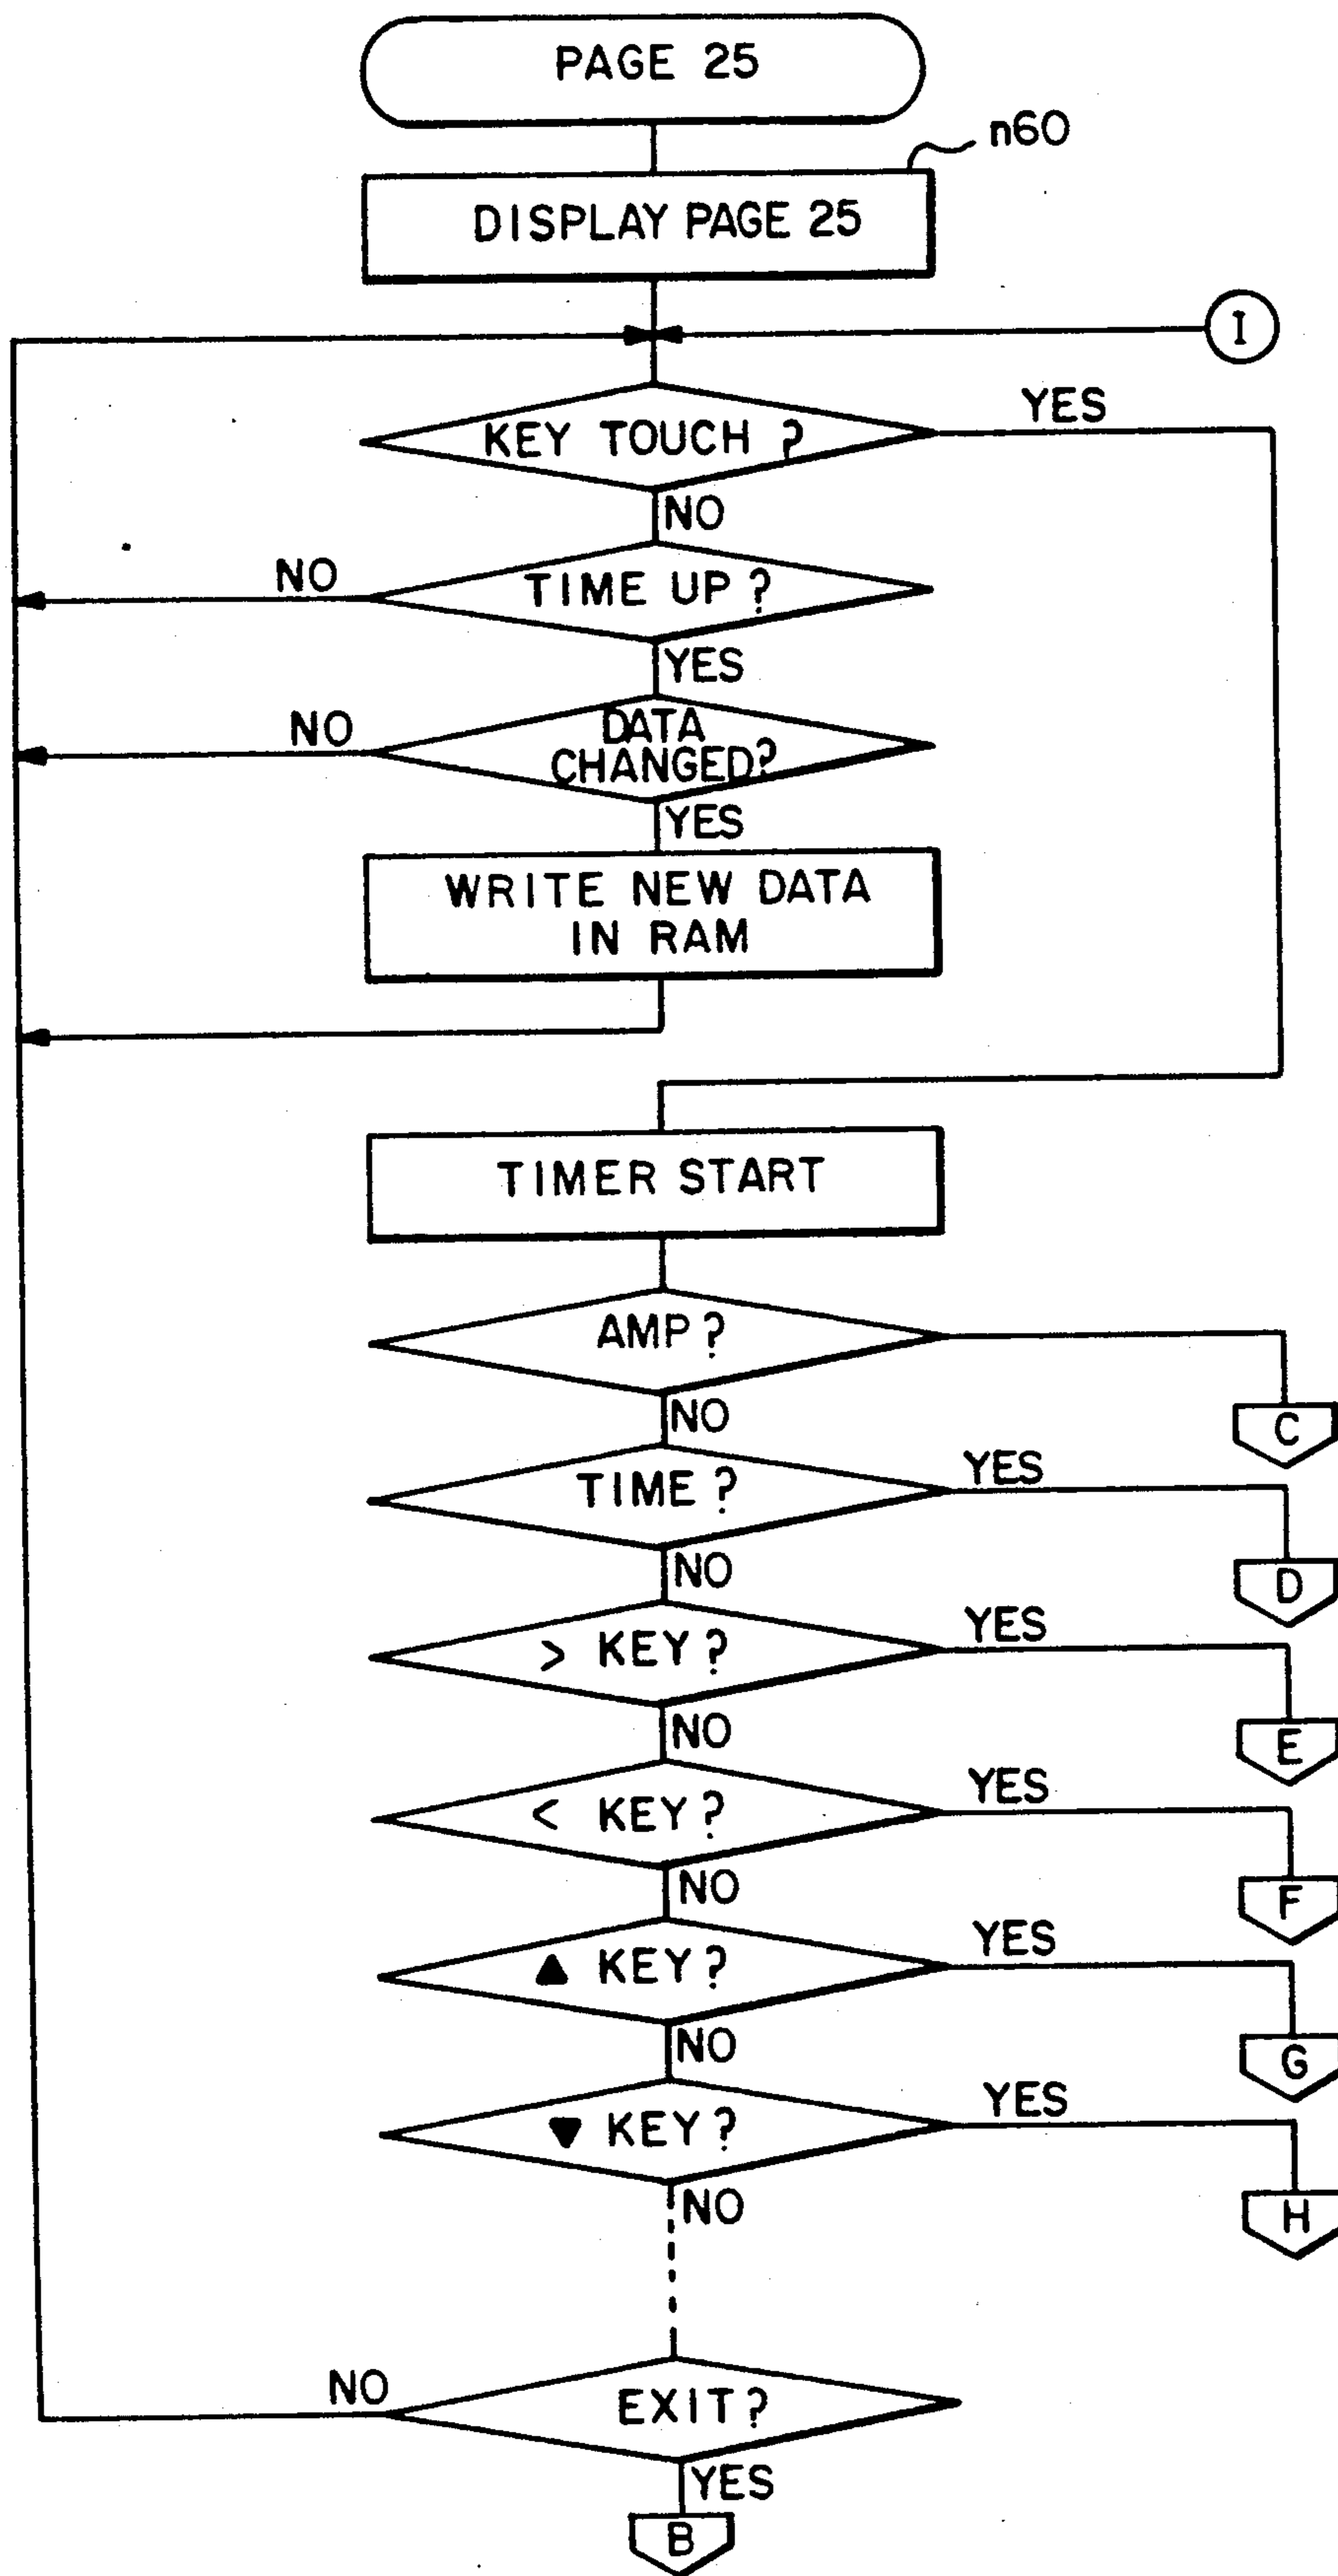 PAGE 25
n60
DISPLAY PAGE 25
I
KEY TOUCH ?
YES
NO
TIME UP ?
NO
YES
DATA
CHANGED?
NO
YES
WRITE NEW DATA
IN RAM
TIMER START
AMP ?
NO
C
TIME ?
YES
NO
D
> KEY ?
YES
NO
E
< KEY ?
YES
NO
F
▲ KEY ?
YES
NO
G
▼ KEY ?
YES
NO
H
EXIT ?
NO
YES
B